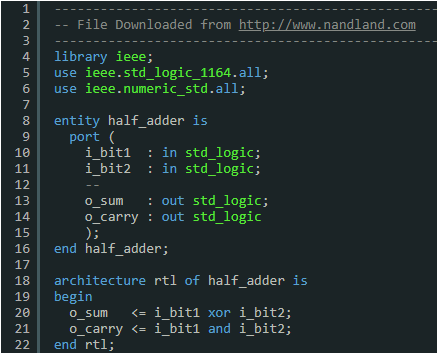 1 -------------------------------------------------
2 -- File Downloaded from http://www.nandland.com
3 -------------------------------------------------
4 library ieee;
5 use ieee.std_logic_1164.all;
6 use ieee.numeric_std.all;
7
8 entity half_adder is
9   port (
10     i_bit1  : in std_logic;
11     i_bit2  : in std_logic;
12     --
13     o_sum   : out std_logic;
14     o_carry : out std_logic
15     );
16 end half_adder;
17
18 architecture rtl of half_adder is
19 begin
20   o_sum   <= i_bit1 xor i_bit2;
21   o_carry <= i_bit1 and i_bit2;
22 end rtl;